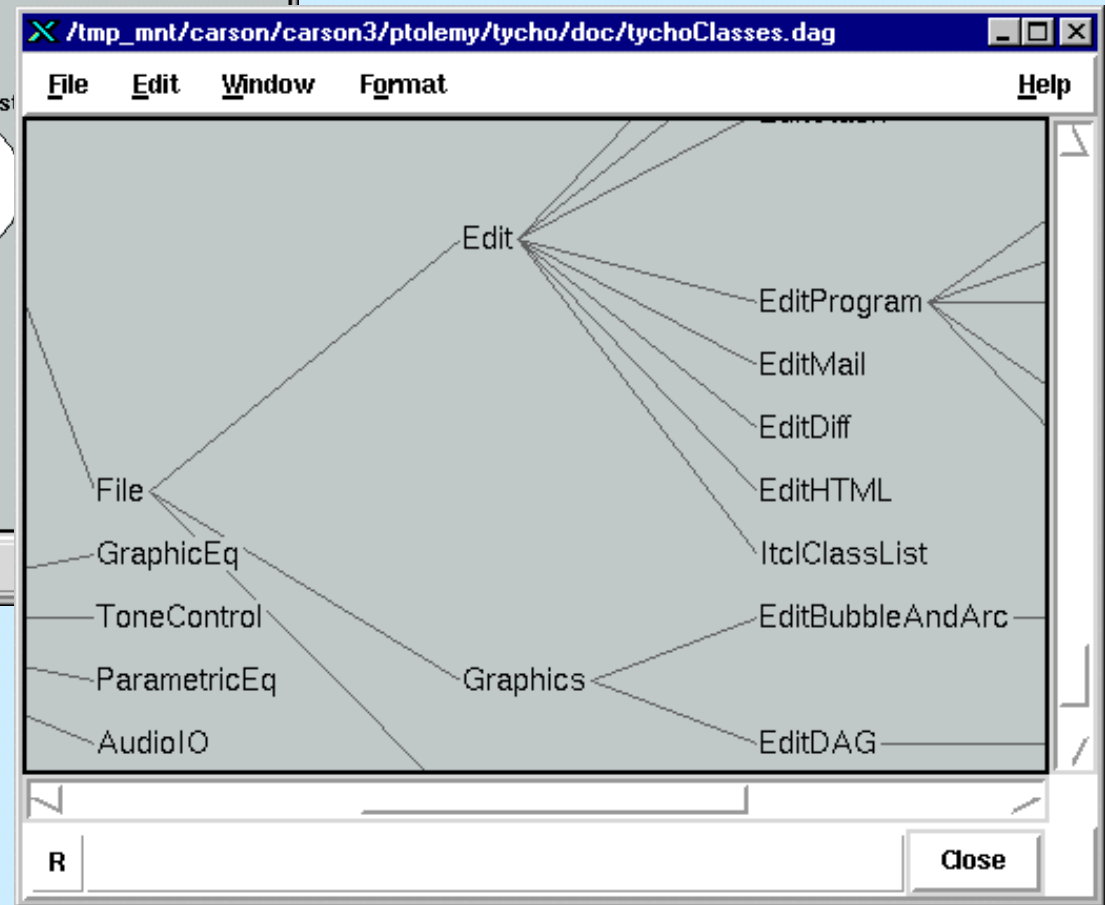 /tmp_mnt/carson/carson3/ptolemy/tycho/doc/tychoClasses.dag
File Edit Window Format Help
st
Edit
EditProgram
EditMail
EditDiff
File
EditHTML
GraphicEq
ItclClassList
ToneControl
EditBubbleAndArc
ParametricEq
Graphics
AudioIO
EditDAG
R
Close